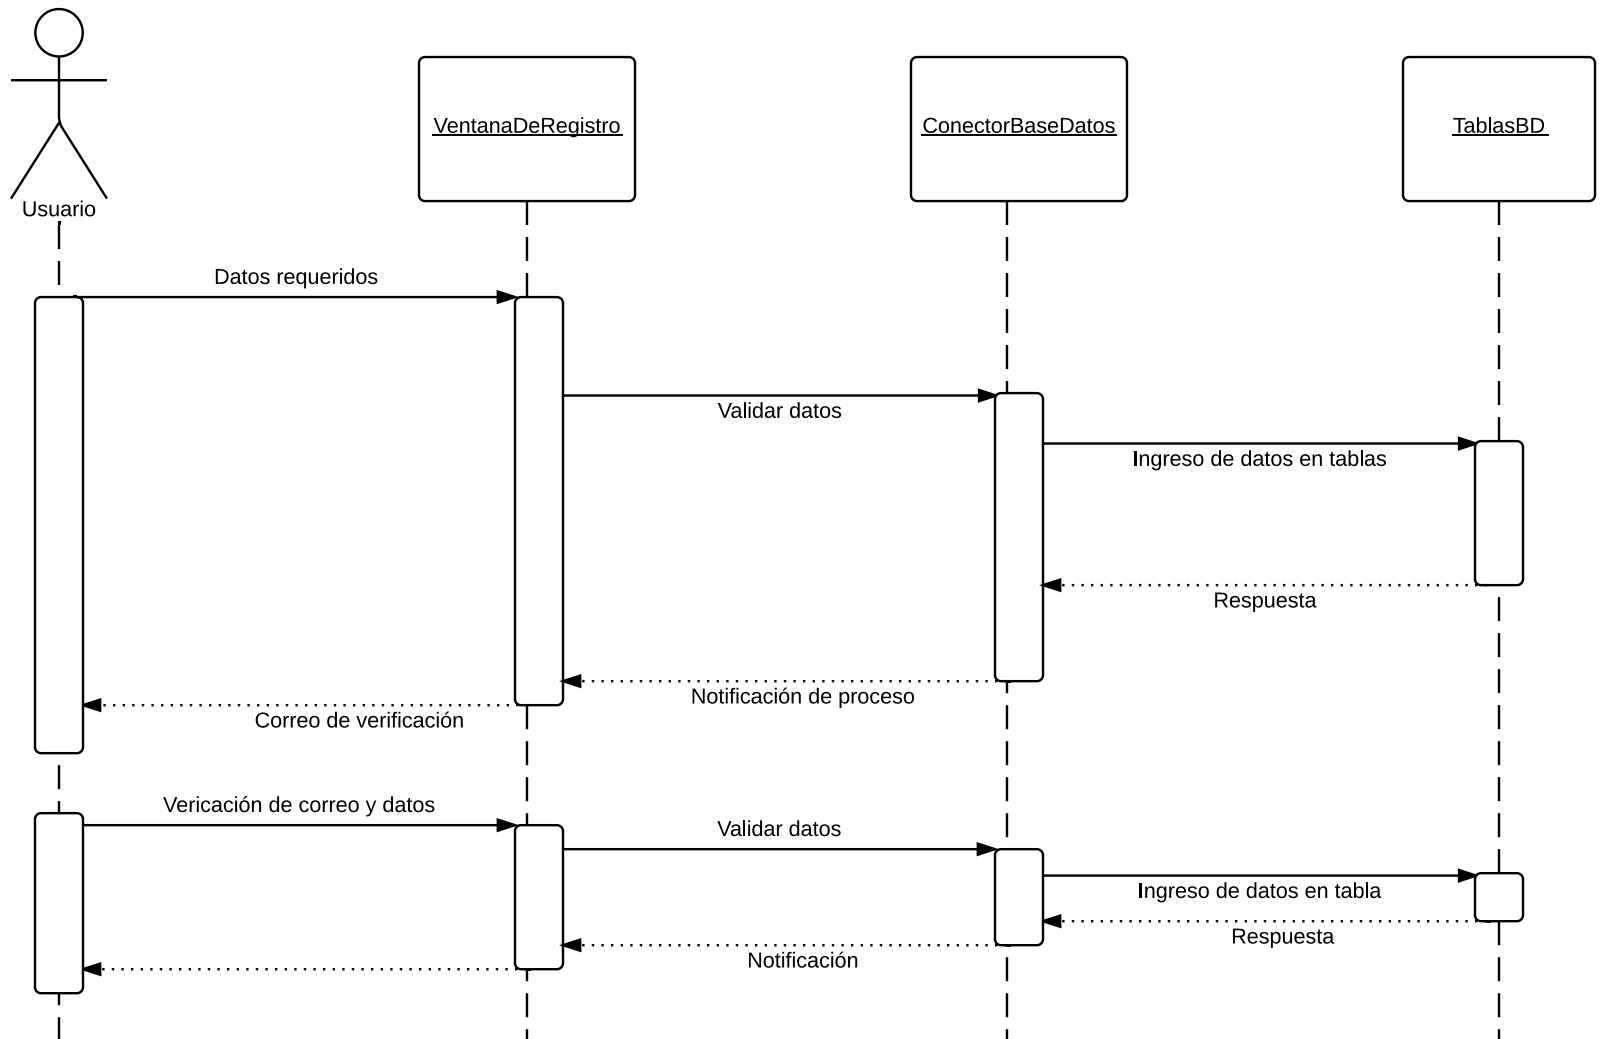 Usuario
VentanaDeRegistro
ConectorBaseDatos
TablasBD
Datos requeridos
Validar datos
Ingreso de datos en tablas
Respuesta
Notificación de proceso
Correo de verificación
Vericación de correo y datos
Validar datos
Ingreso de datos en tabla
Respuesta
Notificación